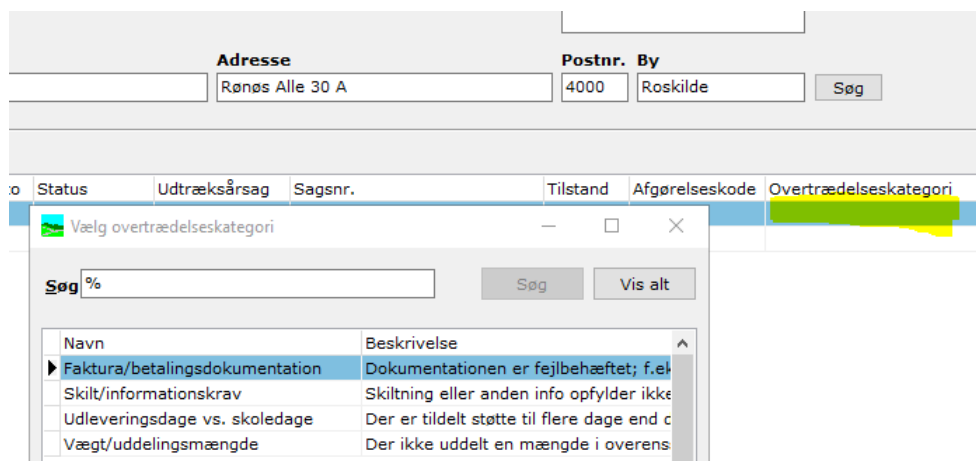 Adresse Postnr. By
Rønøs Alle 30 A 4000 Roskilde Søg
to Status Udtræksårsag Sagsnr. Tilstand Afgørelseskode Overtrædelseskategori
Vælg overtrædelseskategori
Søg % Søg Vis alt
Navn Beskrivelse
Faktura/betalingsdokumentation Dokumentationen er fejlbehæftet; f.ek
Skilt/informationskrav Skiltning eller anden info opfylder ikke
Udleveringsdage vs. skoledage Der er tildelt støtte til flere dage end d
Vægt/uddelingsmængde Der ikke uddelt en mængde i overens